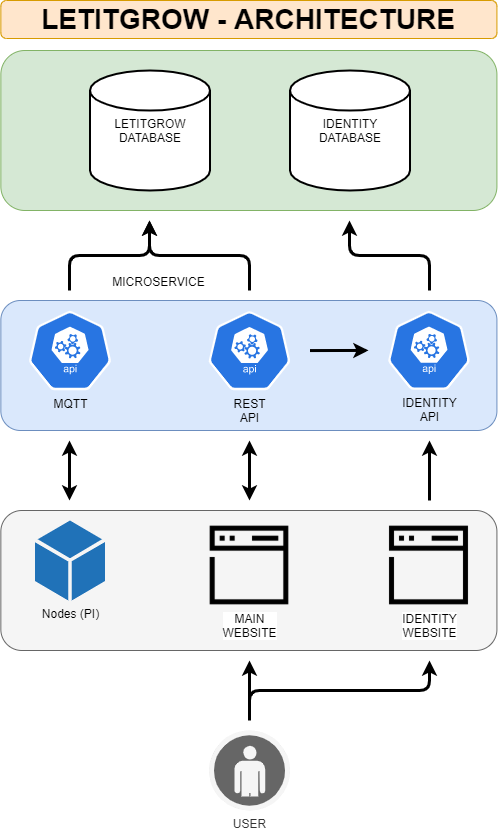 LETITGROW - ARCHITECTURE
LETITGROW
DATABASE
IDENTITY
DATABASE
MICROSERVICE
api
api
api
MQTT
REST
API
IDENTITY
API
Nodes (PI)
MAIN
WEBSITE
IDENTITY
WEBSITE
USER